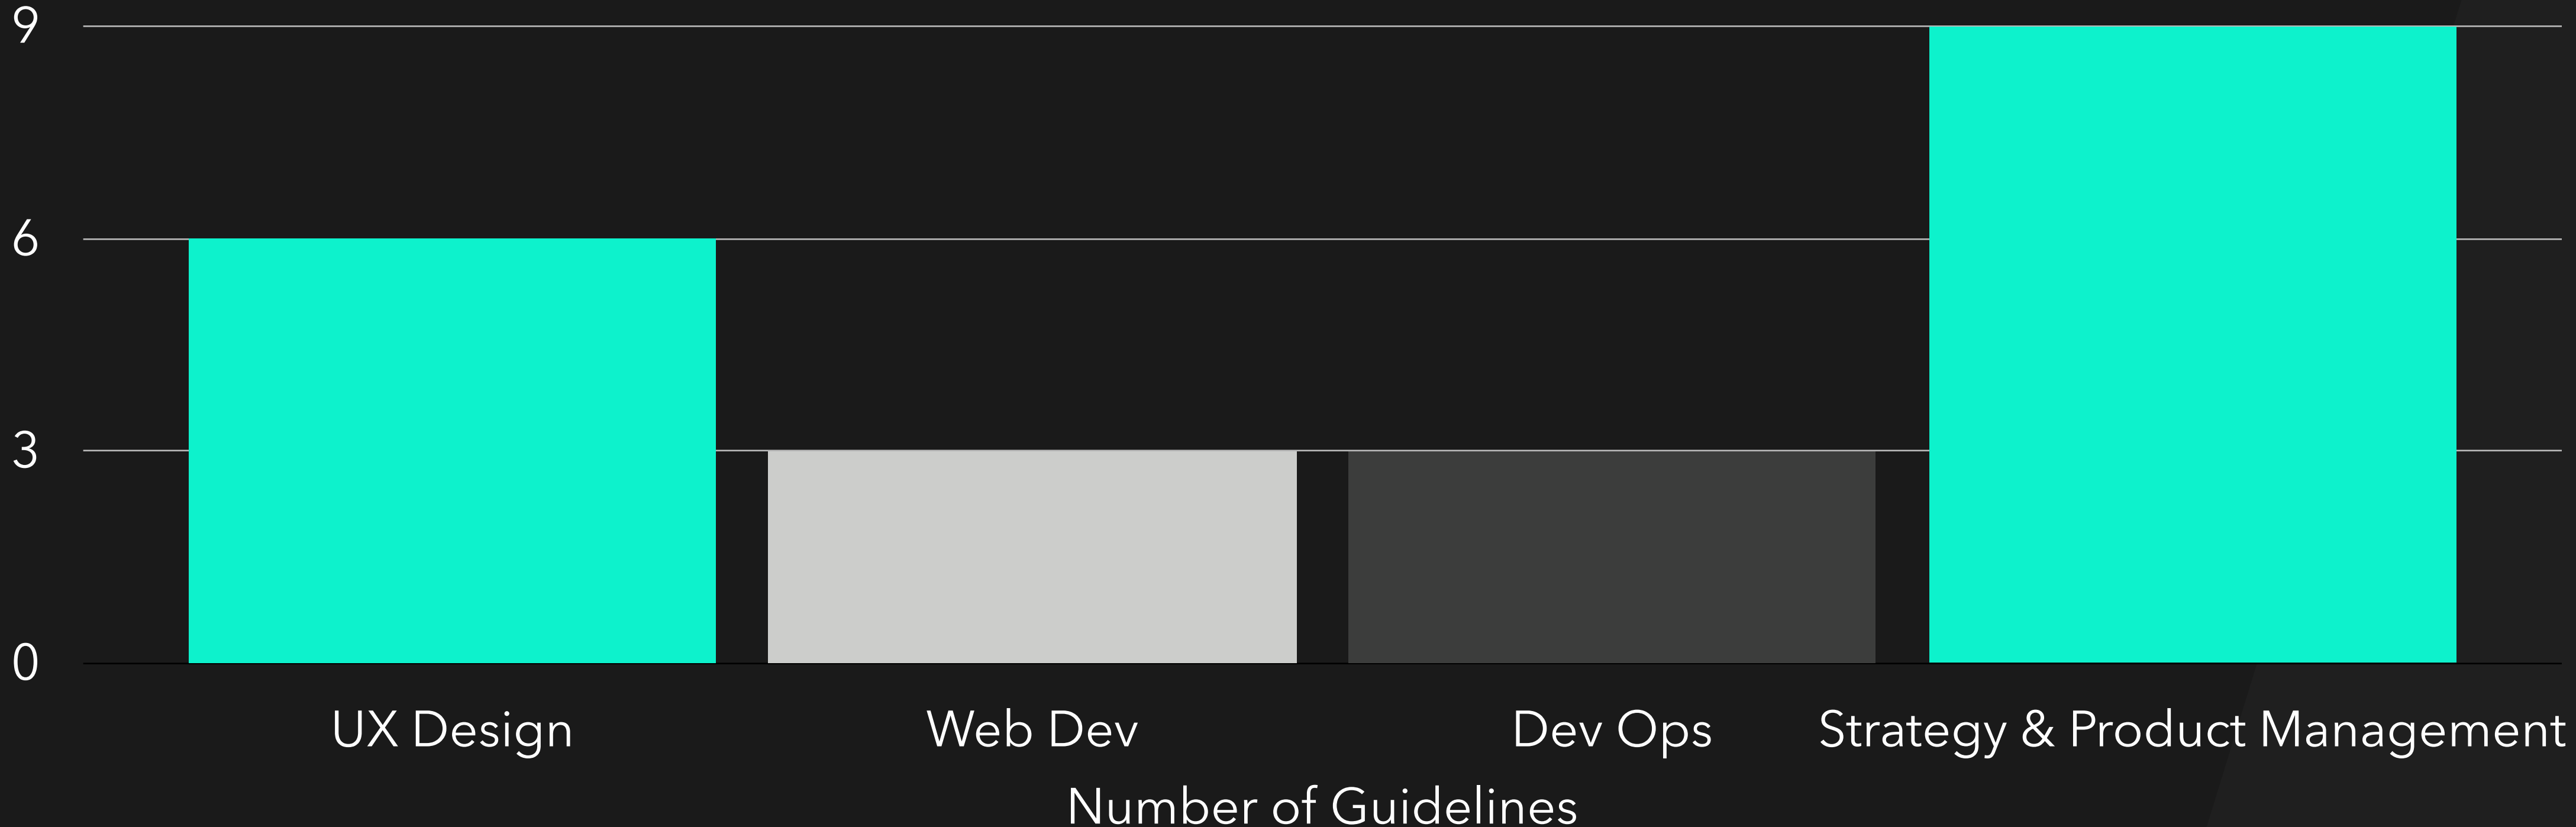 9
6
3
0
UX Design
Web Dev
Dev Ops
Strategy & Product Management
Number of Guidelines